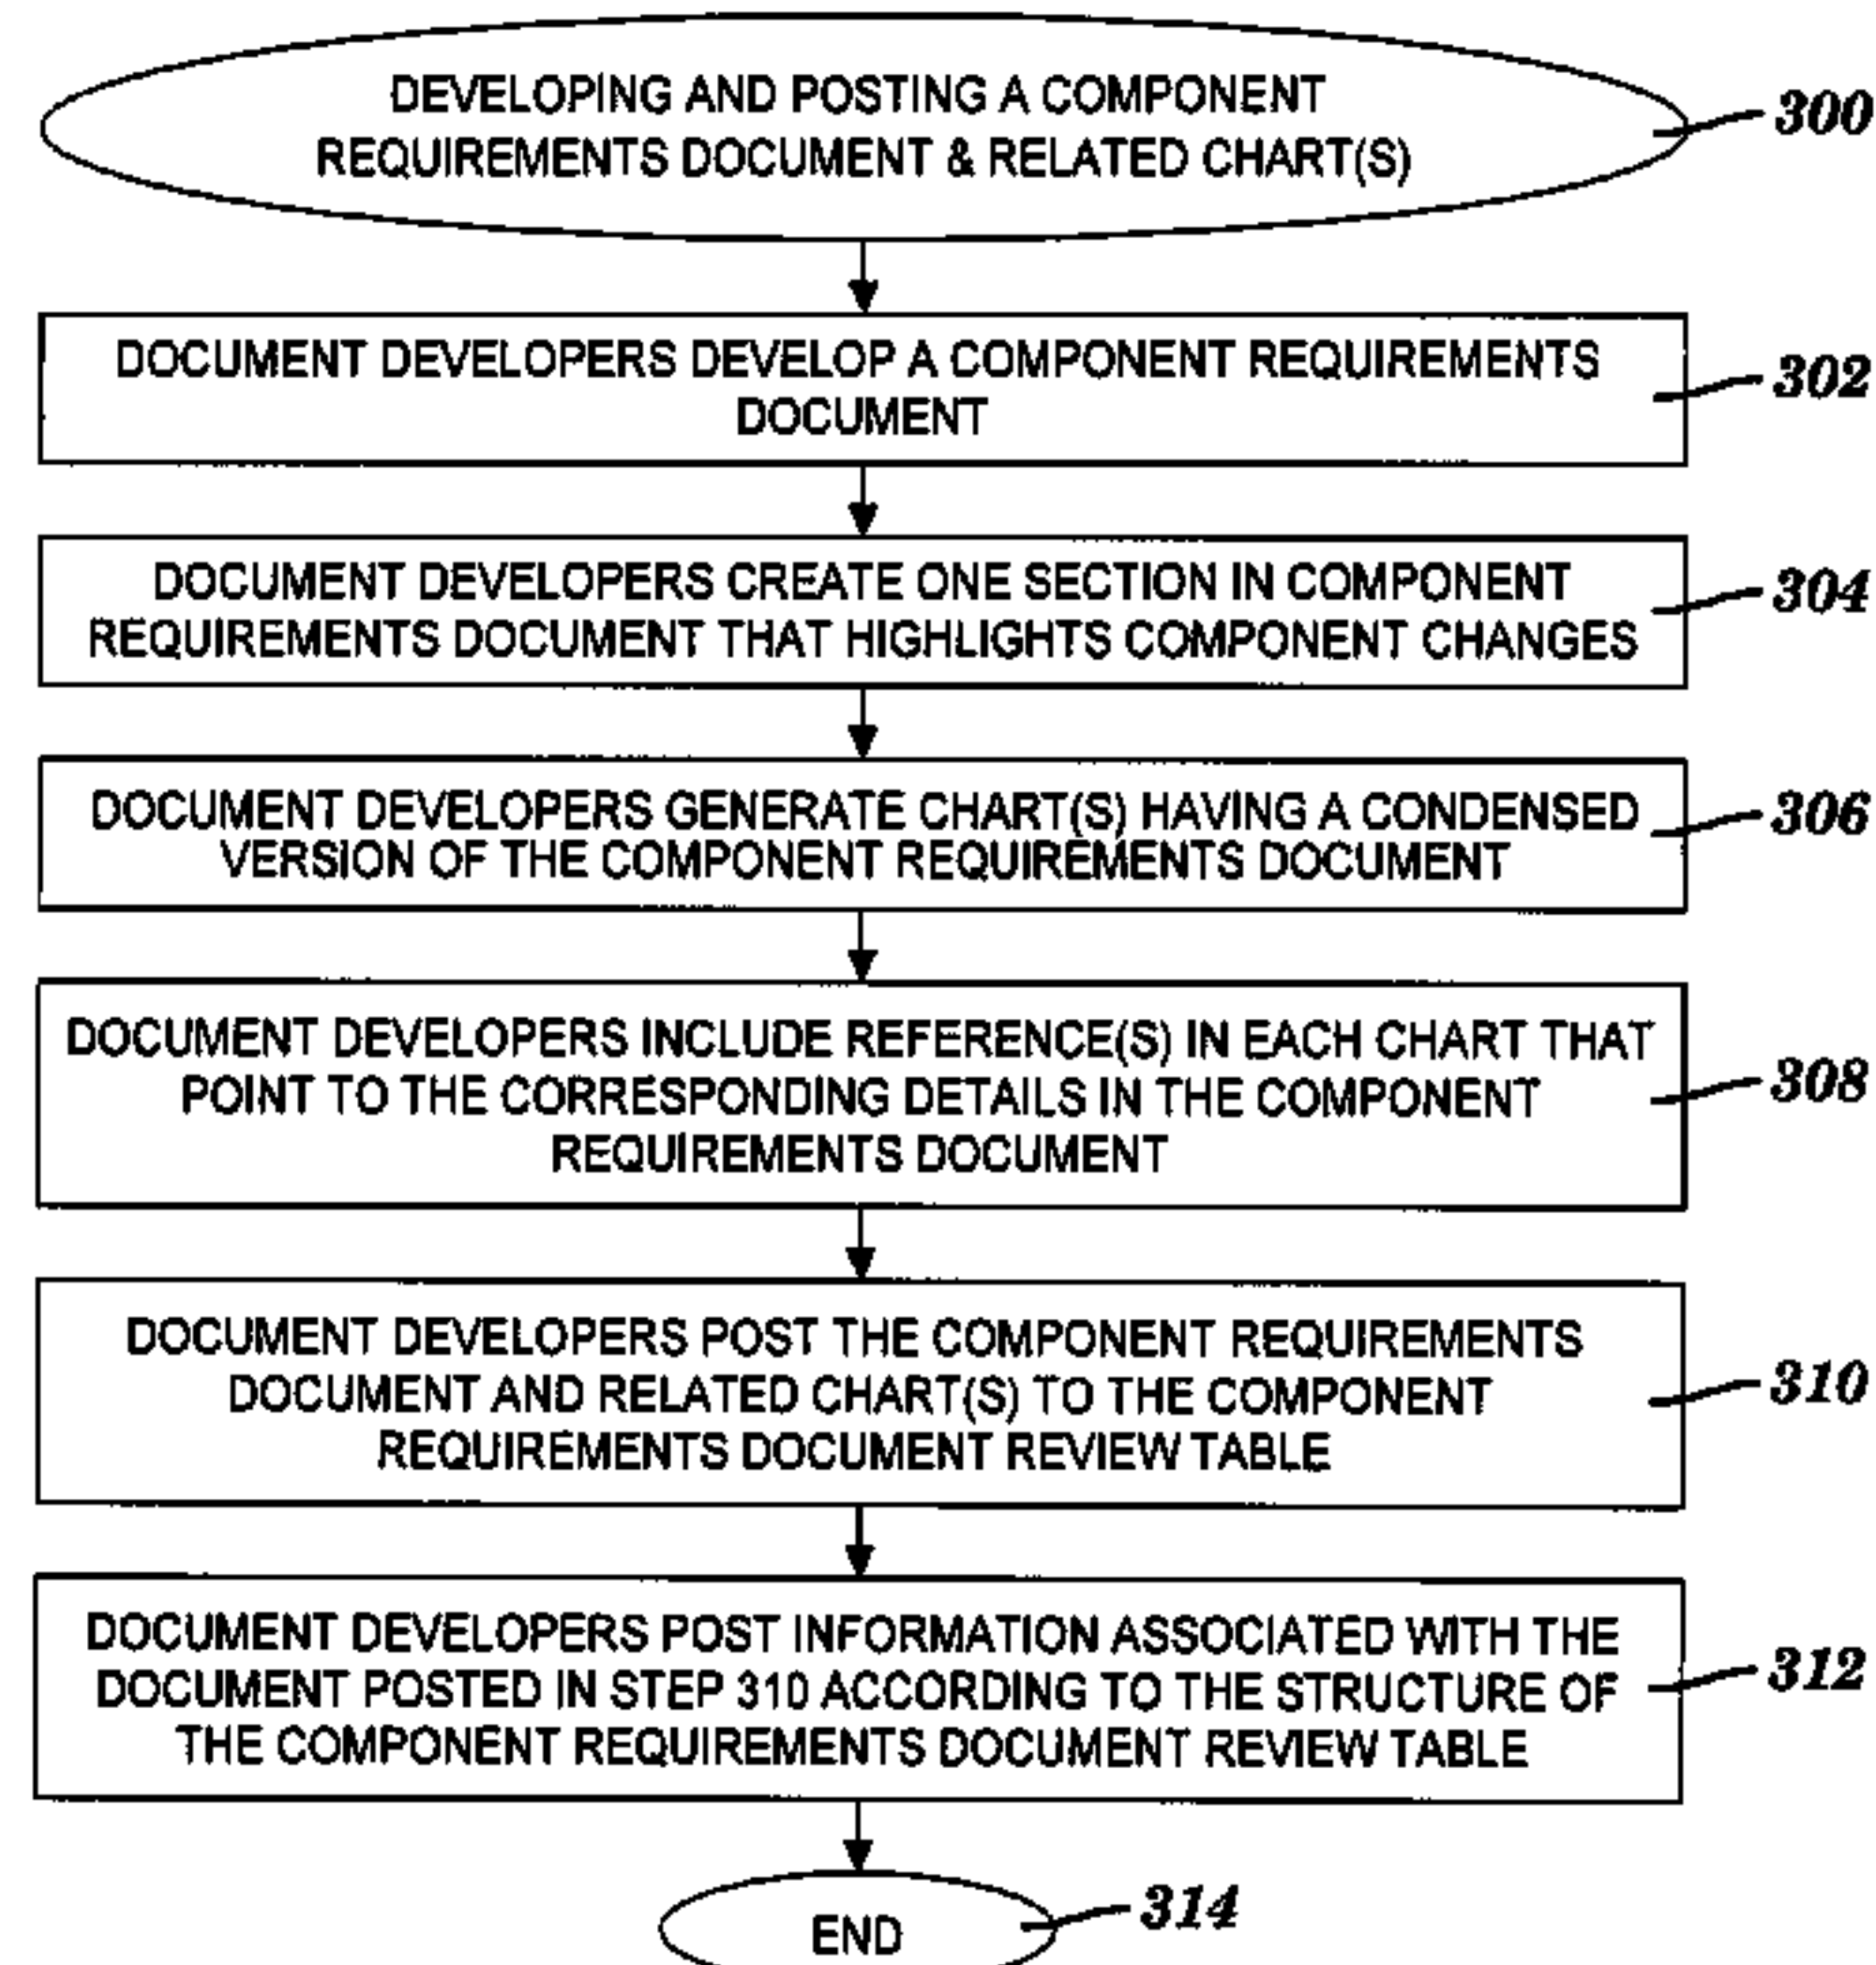 DEVELOPING AND POSTING A COMPONENT
REQUIREMENTS DOCUMENT & RELATED CHART(S)
300
DOCUMENT DEVELOPERS DEVELOP A COMPONENT REQUIREMENTS
DOCUMENT
302
DOCUMENT DEVELOPERS CREATE ONE SECTION IN COMPONENT
REQUIREMENTS DOCUMENT THAT HIGHLIGHTS COMPONENT CHANGES
304
DOCUMENT DEVELOPERS GENERATE CHART(S) HAVING A CONDENSED
VERSION OF THE COMPONENT REQUIREMENTS DOCUMENT
306
DOCUMENT DEVELOPERS INCLUDE REFERENCE(S) IN EACH CHART THAT
POINT TO THE CORRESPONDING DETAILS IN THE COMPONENT
REQUIREMENTS DOCUMENT
308
DOCUMENT DEVELOPERS POST THE COMPONENT REQUIREMENTS
DOCUMENT AND RELATED CHART(S) TO THE COMPONENT
REQUIREMENTS DOCUMENT REVIEW TABLE
310
DOCUMENT DEVELOPERS POST INFORMATION ASSOCIATED WITH THE
DOCUMENT POSTED IN STEP 310 ACCORDING TO THE STRUCTURE OF
THE COMPONENT REQUIREMENTS DOCUMENT REVIEW TABLE
312
END
314